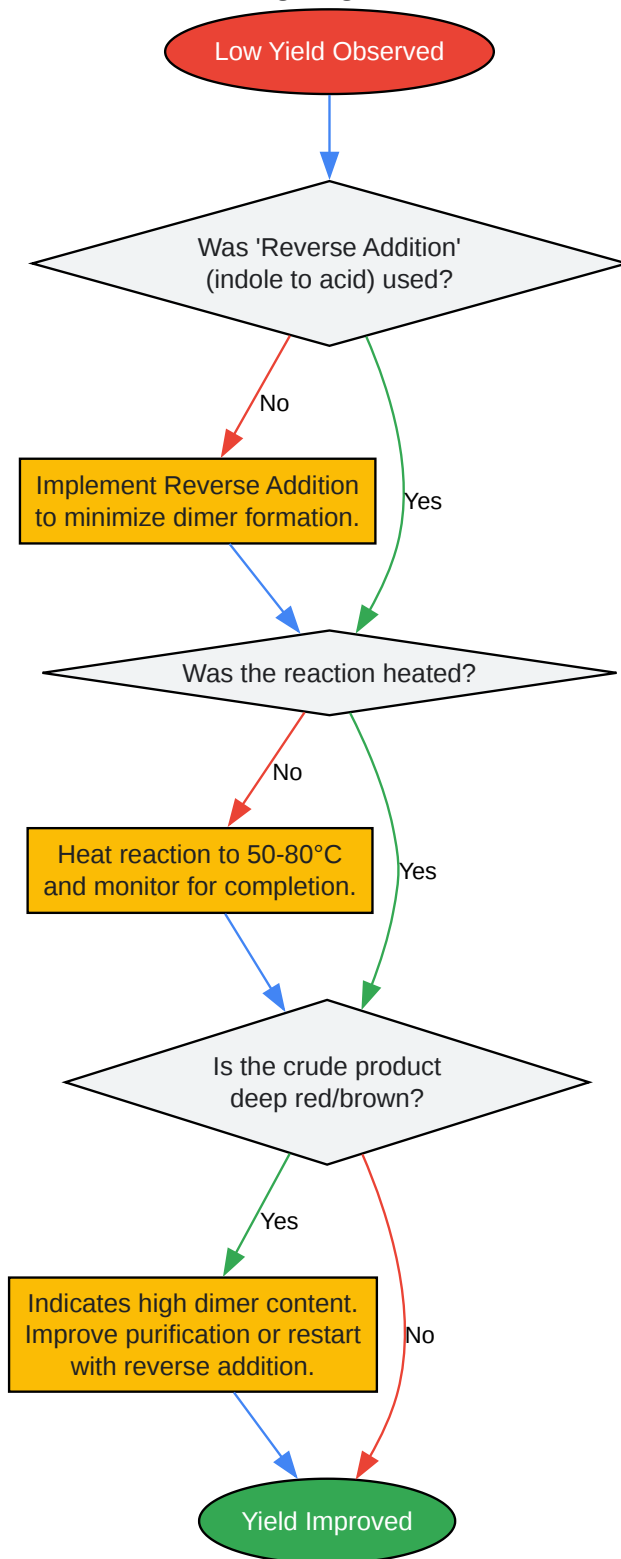 Low Yield Observed
Was 'Reverse Addition'
(indole to acid) used?
No
Yes
Implement Reverse Addition
to minimize dimer formation.
Was the reaction heated?
No
Yes
Heat reaction to 50-80°C
and monitor for completion.
Is the crude product
deep red/brown?
Yes
No
Indicates high dimer content.
Improve purification or restart
with reverse addition.
Yield Improved